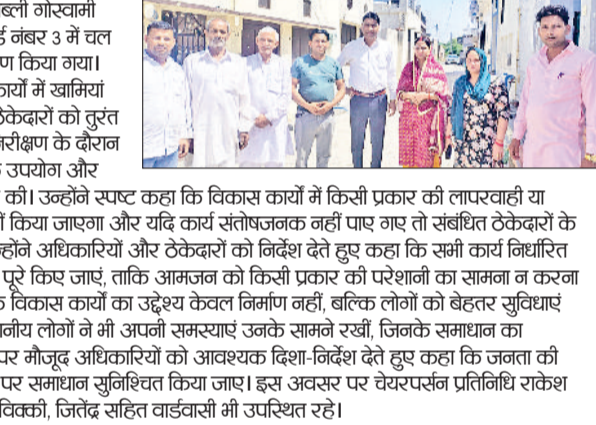 गोस्वामी
नंबर 3 में चल
किया गया।
कार्यों में खामियां
ठेकेदारों को तुरंत
के दौरान
उपयोग और
की। उन्होंने स्पष्ट कहा कि विकास कार्यों में किसी प्रकार की लापरवाही या
किया जाएगा और यदि कार्य संतोषजनक नहीं पाए गए तो संबंधित ठेकेदारों के
अधिकारियों और ठेकेदारों को निर्देश देते हुए कहा कि सभी कार्य निर्धारित
पूरे किए जाएं, ताकि आमजन को किसी प्रकार की परेशानी का सामना न करना
विकास कार्यों का उद्देश्य केवल निर्माण नहीं, बल्कि लोगों को बेहतर सुविधाएं
लोगों ने भी अपनी समस्याएं उनके सामने रखीं, जिनके समाधान का
पर मौजूद अधिकारियों को आवश्यक दिशा-निर्देश देते हुए कहा कि जनता की
पर समाधान सुनिश्चित किया जाए। इस अवसर पर चेयरपर्सन प्रतिनिधि राकेश
विक्की, जितेंद्र सहित वार्डवासी भी उपस्थित रहे।